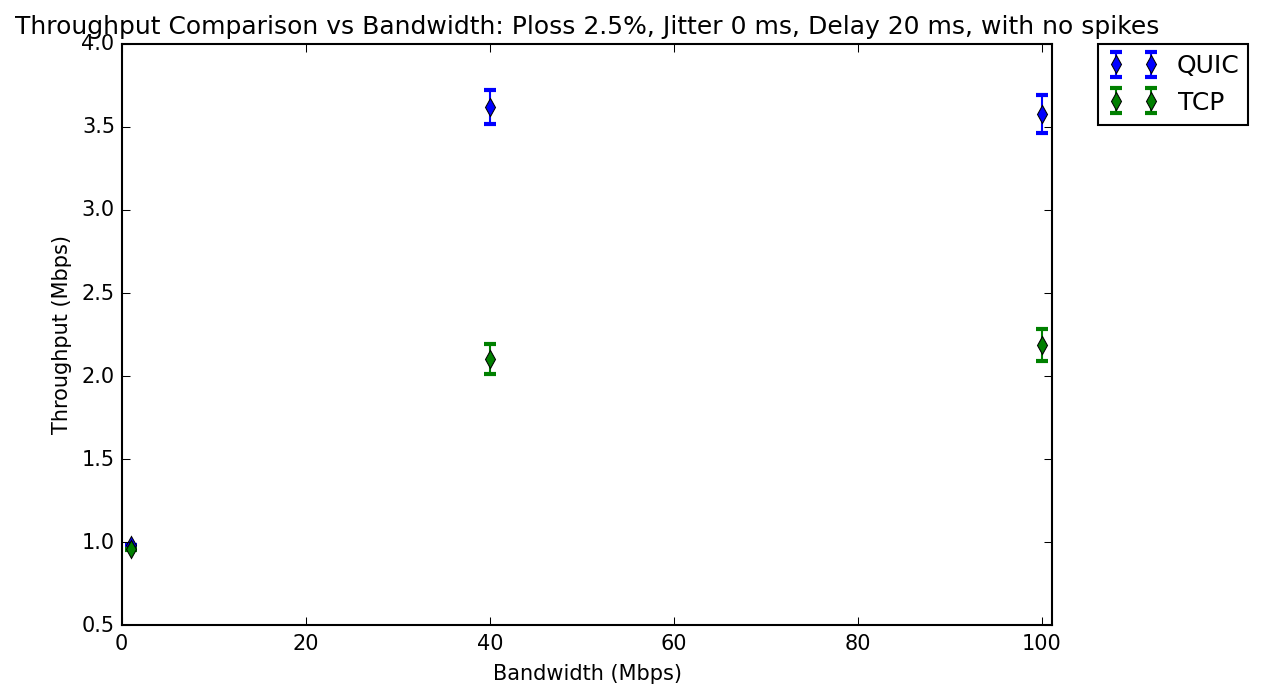 Throughput Comparison vs Bandwidth: Ploss 2.5%, Jitter 0 ms, Delay 20 ms, with no spikes
QUIC
TCP
4.0
3.5
3.0
2.5
2.0
1.5
1.0
0.5
Throughput (Mbps)
0 20 40 60 80 100
Bandwidth (Mbps)